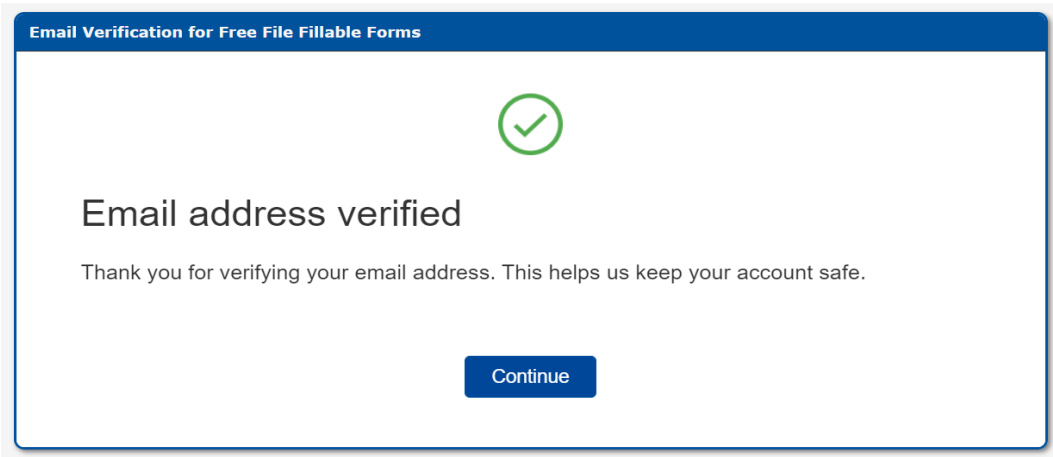 Email Verification for Free File Fillable Forms
Email address verified
Thank you for verifying your email address. This helps us keep your account safe.
Continue